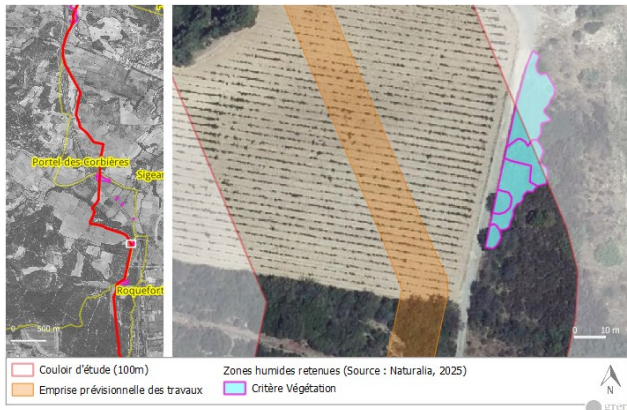 Portel-des-Corbières
Sigean
Roquefort
500 m
0
10 m
0
Couloir d'étude (100m)
Zones humides retenues (Source : Naturalia, 2025)
Emprise prévisionnelle des travaux
Critère Végétation
N